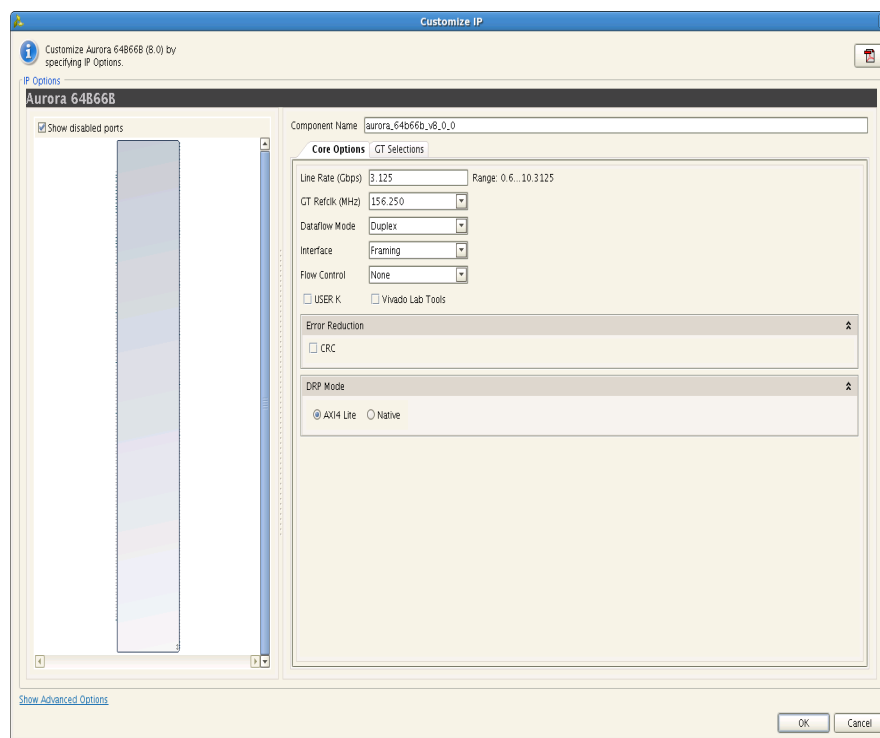 Customize IP
Customize Aurora 64B66B (8.0) by
specifying IP Options.
IP Options
Aurora 64B66B
Show disabled ports
Component Name aurora_64b66b_v8_0_0
Core Options GT Selections
Line Rate (Gbps) 3.125 Range: 0.6...10.3125
GT Refclk (MHz) 156.250
Dataflow Mode Duplex
Interface Framing
Flow Control None
USER K Vivado Lab Tools
Error Reduction
CRC
DRP Mode
AXI4 Lite Native
Show Advanced Options
OK Cancel